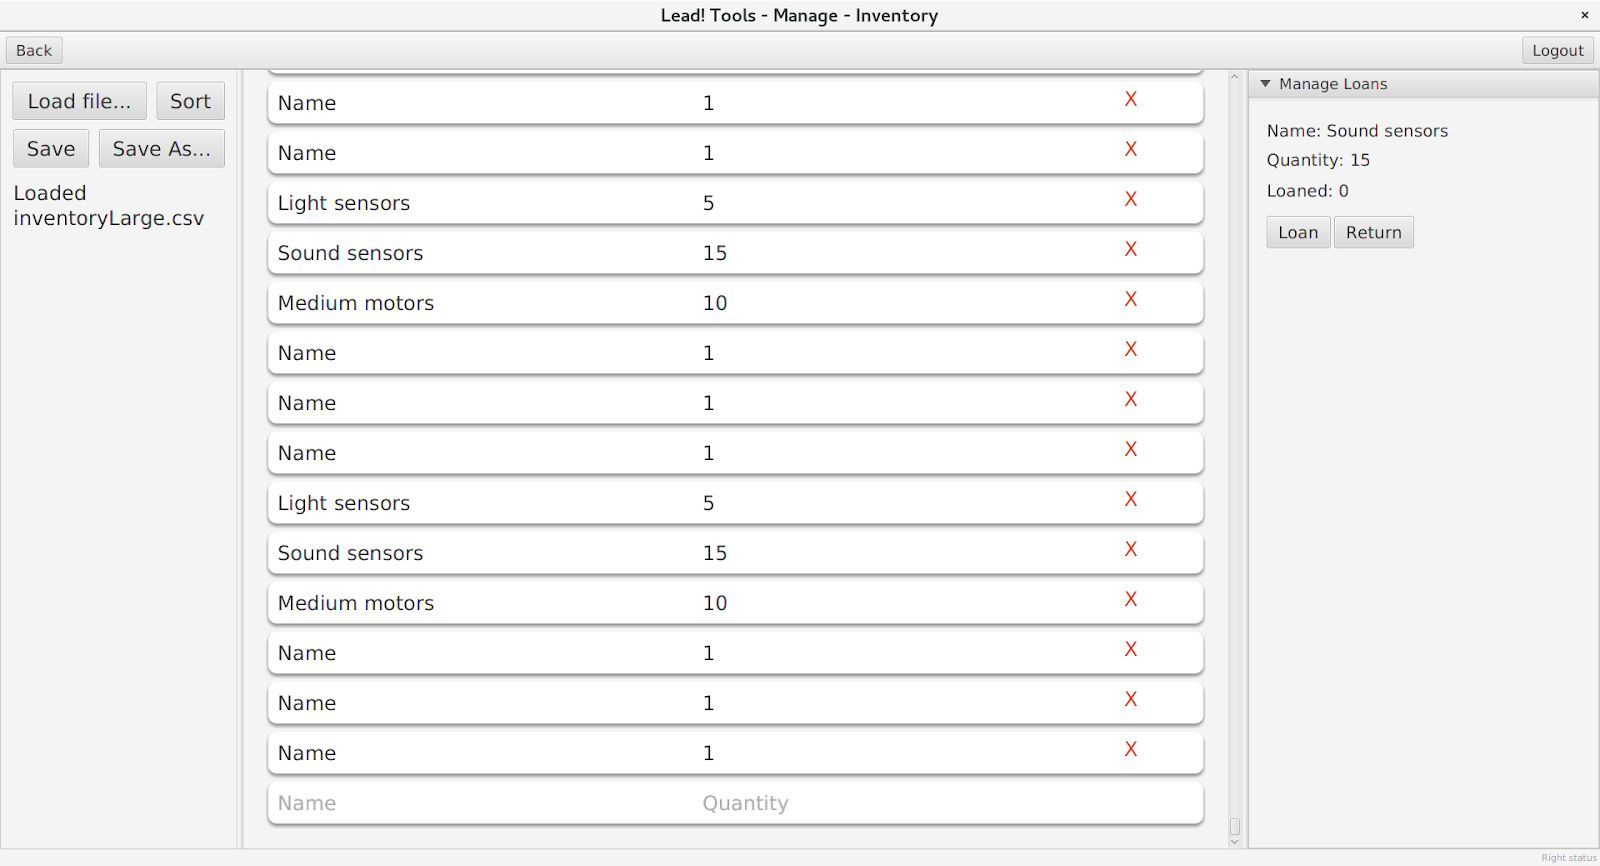 Lead! Tools - Manage - Inventory
×
Back
Logout
Load file...
Sort
Save
Save As...
Loaded
inventoryLarge.csv
Name 1 X
Name 1 X
Light sensors 5 X
Sound sensors 15 X
Medium motors 10 X
Name 1 X
Name 1 X
Name 1 X
Light sensors 5 X
Sound sensors 15 X
Medium motors 10 X
Name 1 X
Name 1 X
Name 1 X
Name Quantity
Manage Loans
Name: Sound sensors
Quantity: 15
Loaned: 0
Loan
Return
Right status